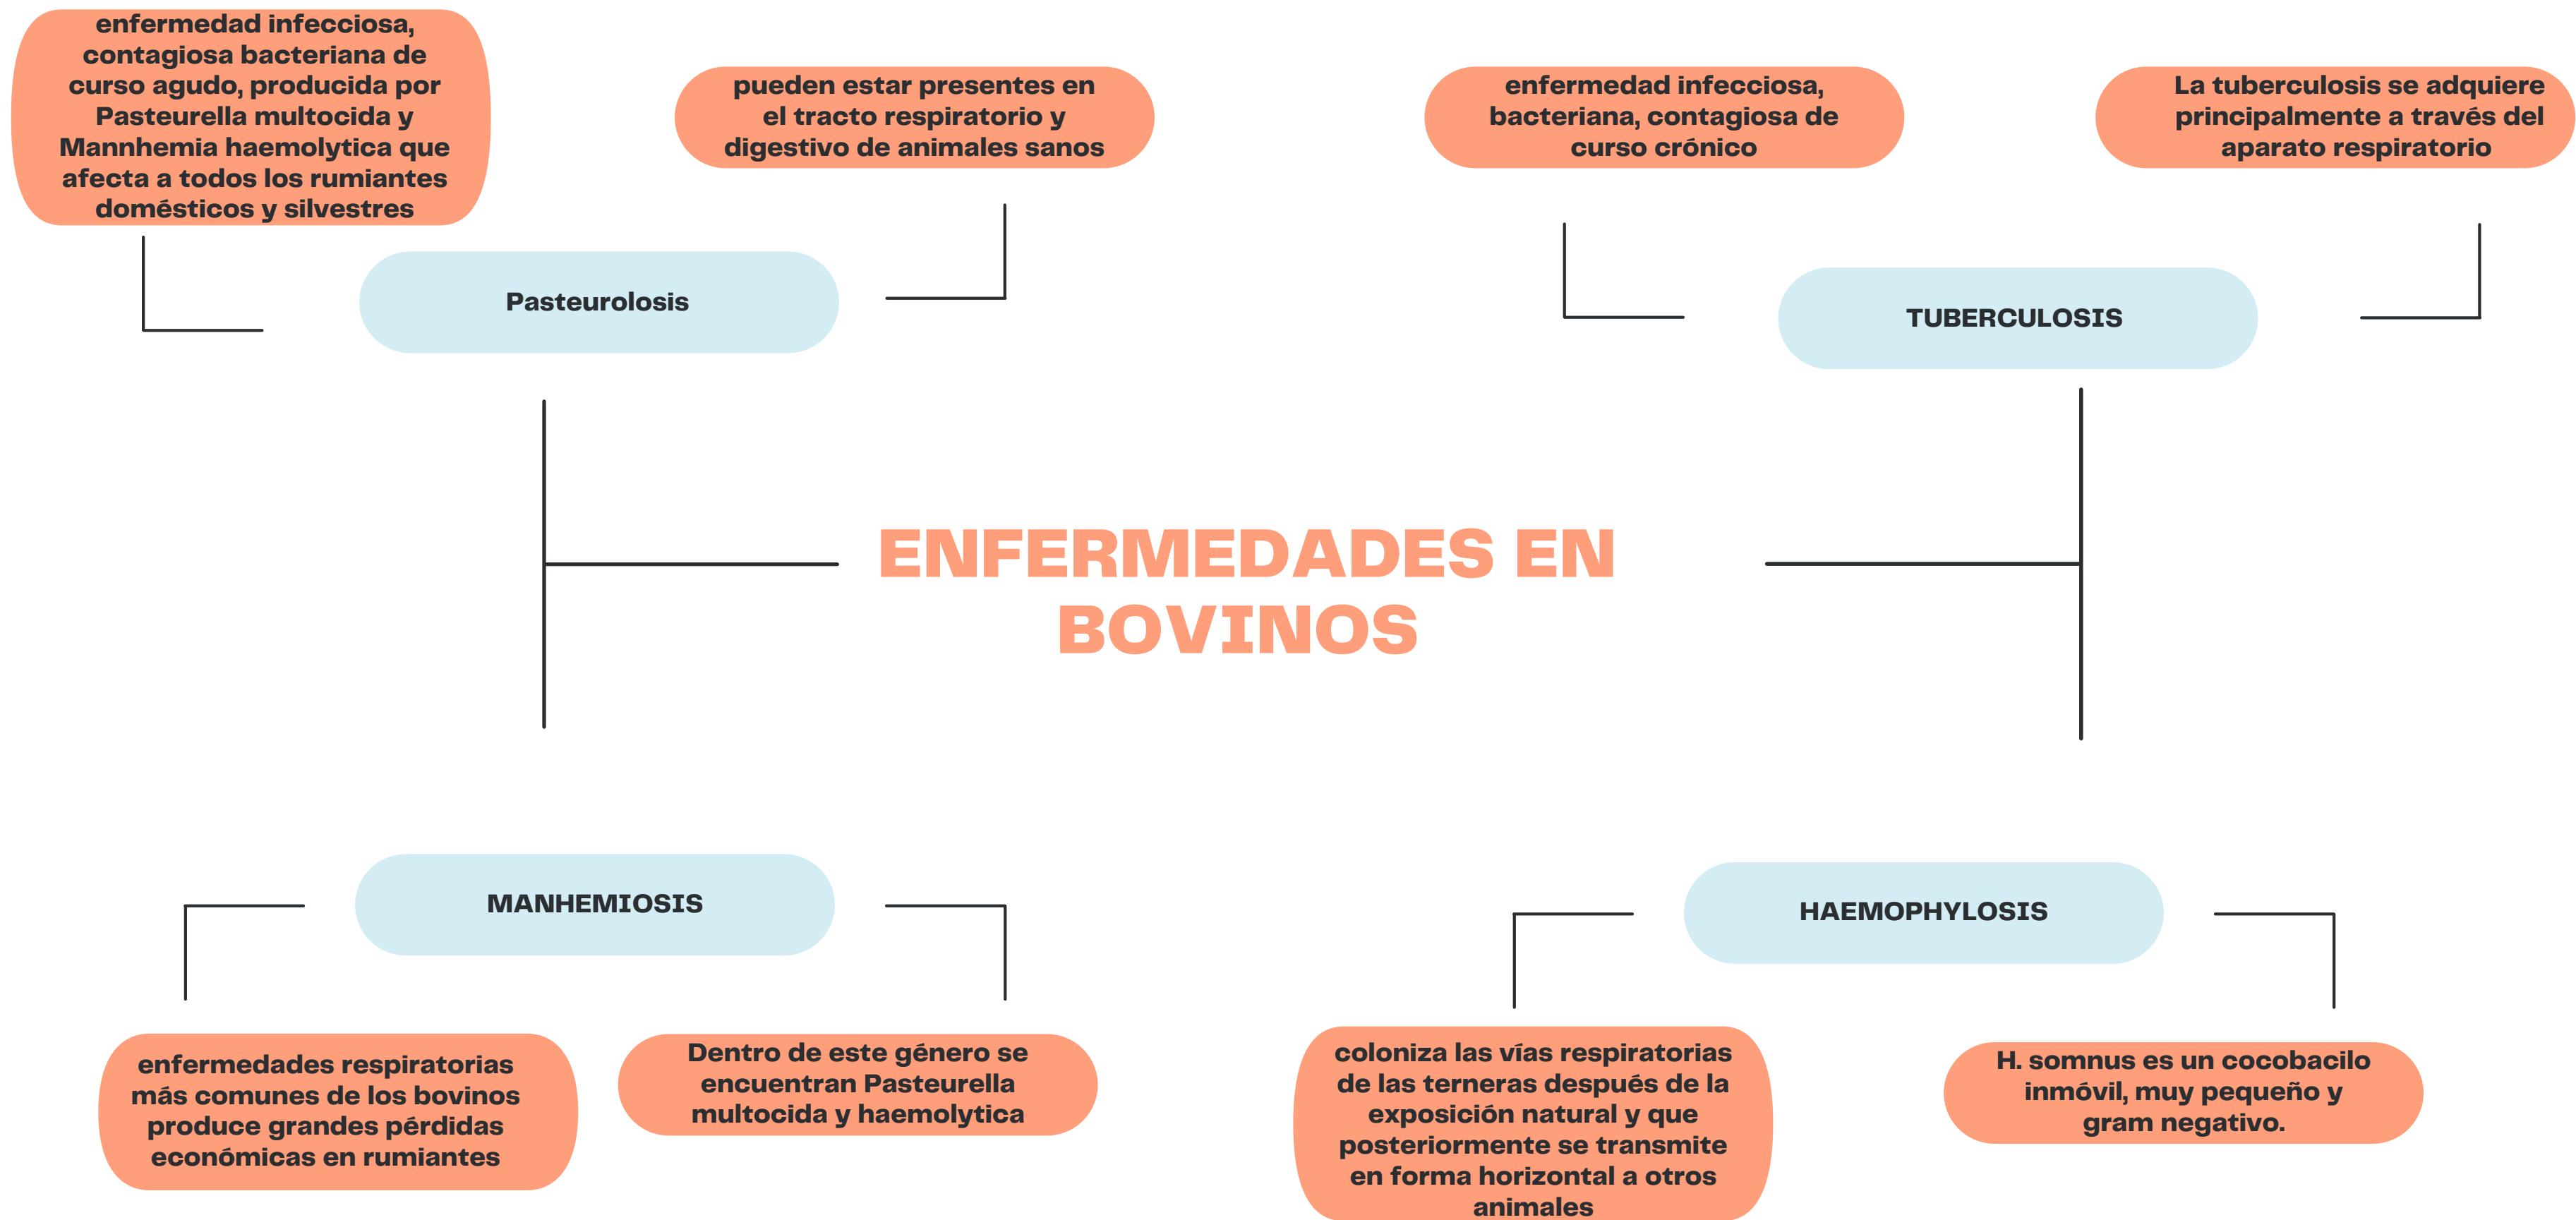 enfermedad infecciosa,
contagiosa bacteriana de
curso agudo, producida por
Pasteurella multocida y
Mannhemia haemolytica que
afecta a todos los rumiantes
domésticos y silvestres
pueden estar presentes en
el tracto respiratorio y
digestivo de animales sanos
Pasteurolosis
enfermedad infecciosa,
bacteriana, contagiosa de
curso crónico
La tuberculosis se adquiere
principalmente a través del
aparato respiratorio
TUBERCULOSIS
ENFERMEDADES EN
BOVINOS
MANHEMIOSIS
enfermedades respiratorias
más comunes de los bovinos
produce grandes pérdidas
económicas en rumiantes
Dentro de este género se
encuentran Pasteurella
multocida y haemolytica
HAEMOPHYLOSIS
coloniza las vías respiratorias
de las terneras después de la
exposición natural y que
posteriormente se transmite
en forma horizontal a otros
animales
H. somnus es un cocobacilo
inmóvil, muy pequeño y
gram negativo.